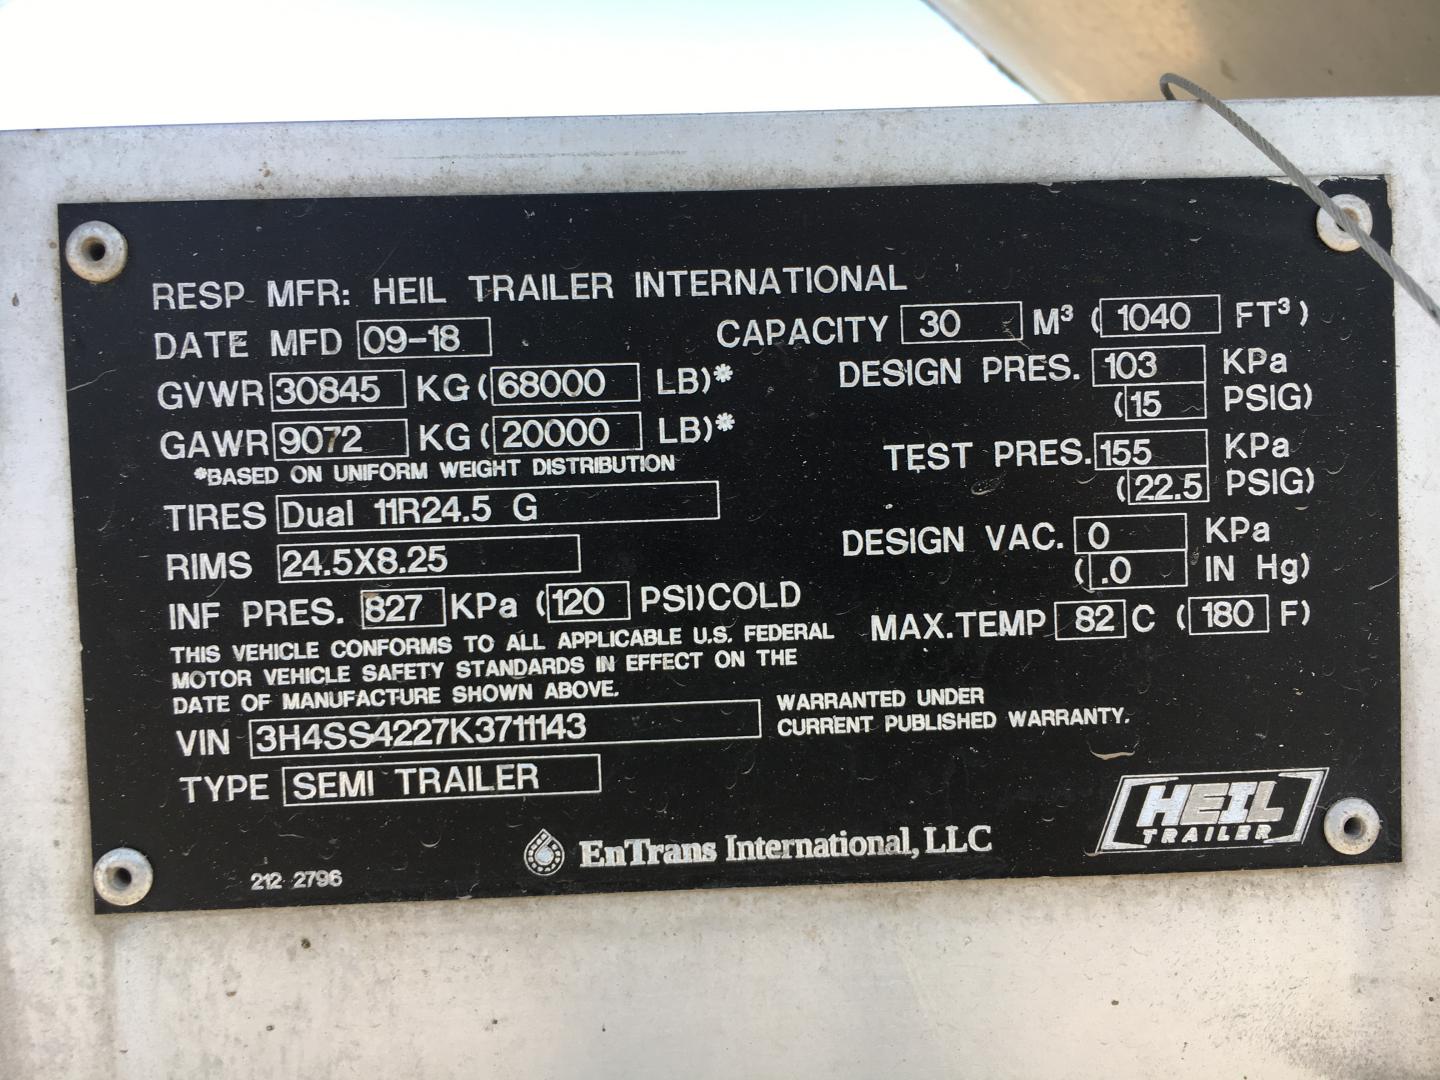 RESP MFR: HEIL TRAILER INTERNATIONAL
DATE MFD 09-18
CAPACITY 30 M³ (1040 FT³)
GVWR 30845 KG (68000 LB)*
DESIGN PRES. 103 KPa
(15 PSIG)
GAWR 9072 KG (20000 LB)*
*BASED ON UNIFORM WEIGHT DISTRIBUTION
TEST PRES. 155 KPa
(22.5 PSIG)
TIRES Dual 11R24.5 G
RIMS 24.5X8.25
DESIGN VAC. 0 KPa
(.0 IN Hg)
INF PRES. 827 KPa (120 PSI) COLD
MAX. TEMP 82 C (180 F)
THIS VEHICLE CONFORMS TO ALL APPLICABLE U.S. FEDERAL
MOTOR VEHICLE SAFETY STANDARDS IN EFFECT ON THE
DATE OF MANUFACTURE SHOWN ABOVE.
VIN 3H4SS4227K3711143
WARRANTED UNDER
CURRENT PUBLISHED WARRANTY.
TYPE SEMI TRAILER
HEIL
TRAILER
EnTrans International, LLC
212 2796